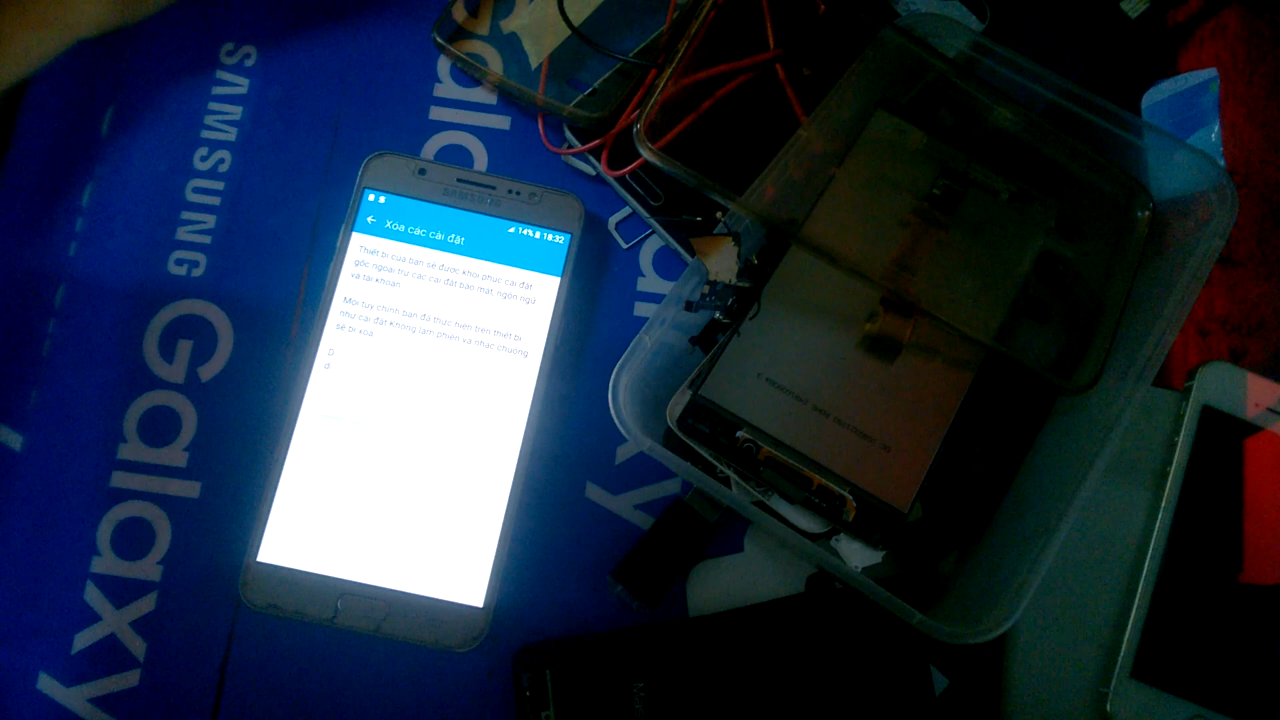 SAMSUNG
Galaxy
Galaxy
SAMSUNG
14% 18:32
Xóa các cài đặt
Thiết bị của bạn sẽ được khôi phục cài đặt
gốc ngoại trừ các cài đặt bảo mật, ngôn ngữ
và tài khoản.
Mọi tùy chỉnh bạn đã thực hiện trên thiết bị
như cài đặt Không làm phiền và nhạc chuông
sẽ bị xóa.
D
d